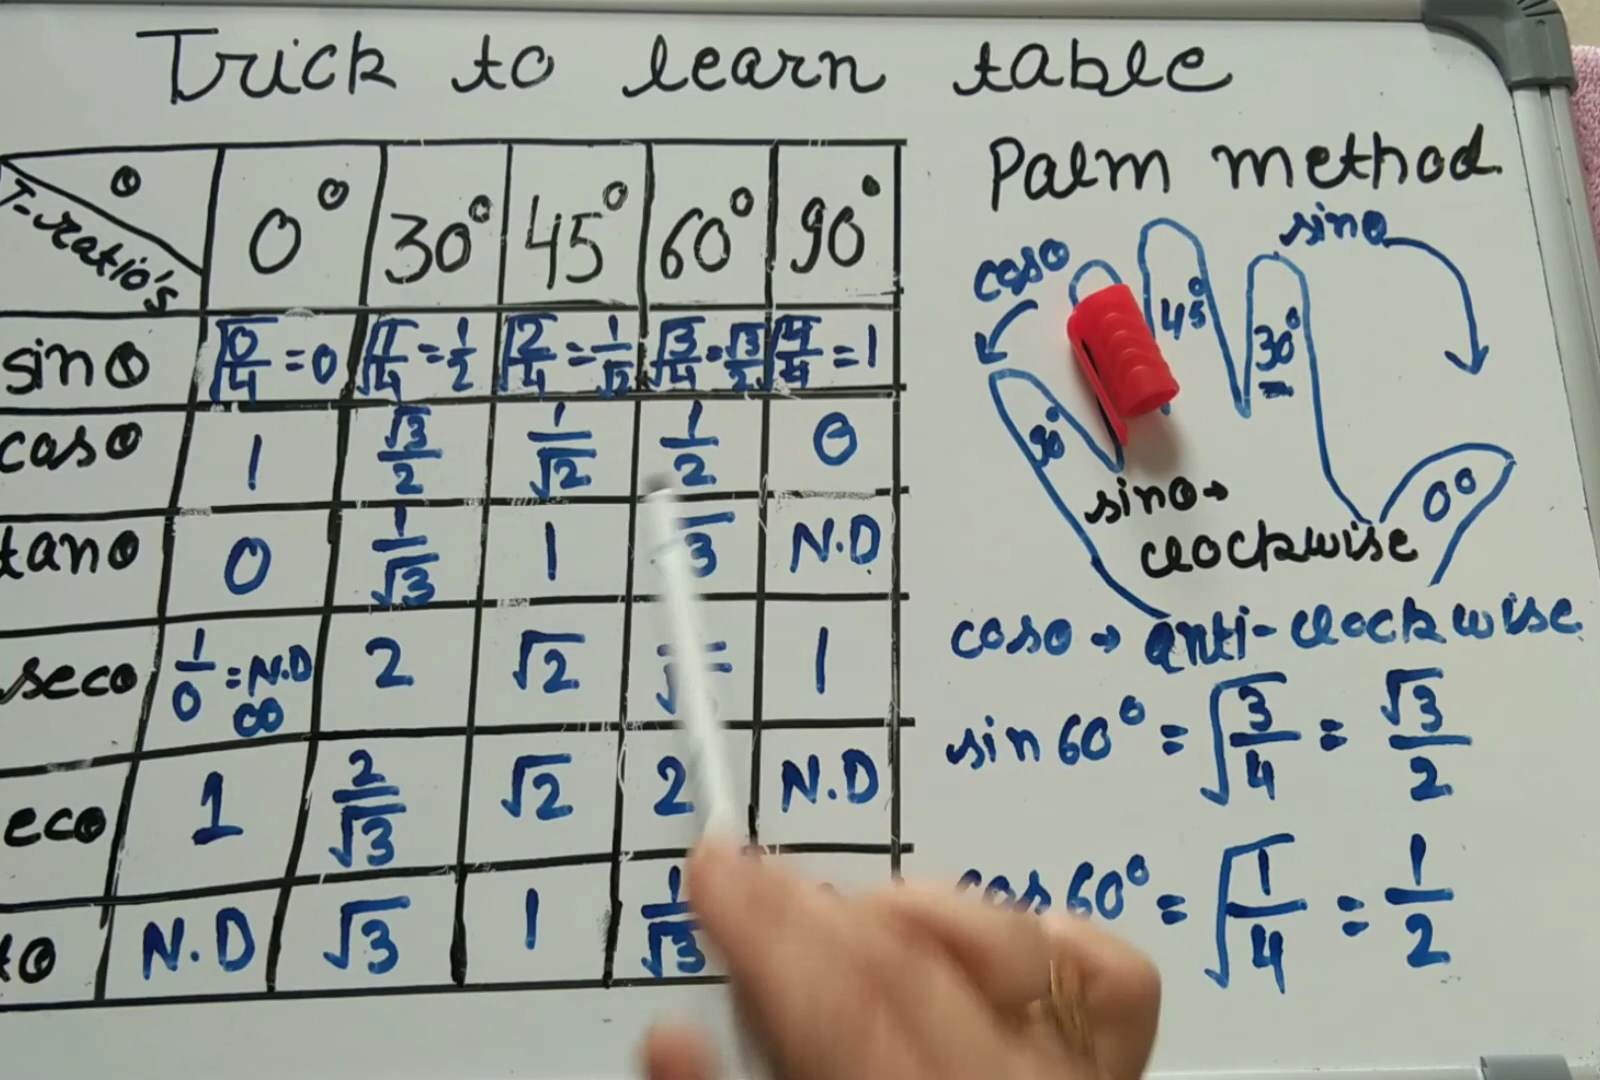 Trick to learn table
θ 0° 30° 45° 60° 90°
T-ratio's
sinθ √0/4 = 0 √1/4 = 1/2 √2/4 = 1/√2 √3/4 = √3/2 √4/4 = 1
cosθ 1 √3/2 1/√2 1/2 0
tanθ 0 1/√3 1 √3 N.D
secθ 1/0 = N.D ∞ 2 √2 1
ecθ 1 2/√3 √2 2 N.D
tθ N.D √3 1 1/√3
Palm method
cosθ sinθ
90° 45° 30° 0°
sinθ →
clockwise
cosθ → anti-clockwise
sin 60° = √3/4 = √3/2
cos 60° = √1/4 = 1/2